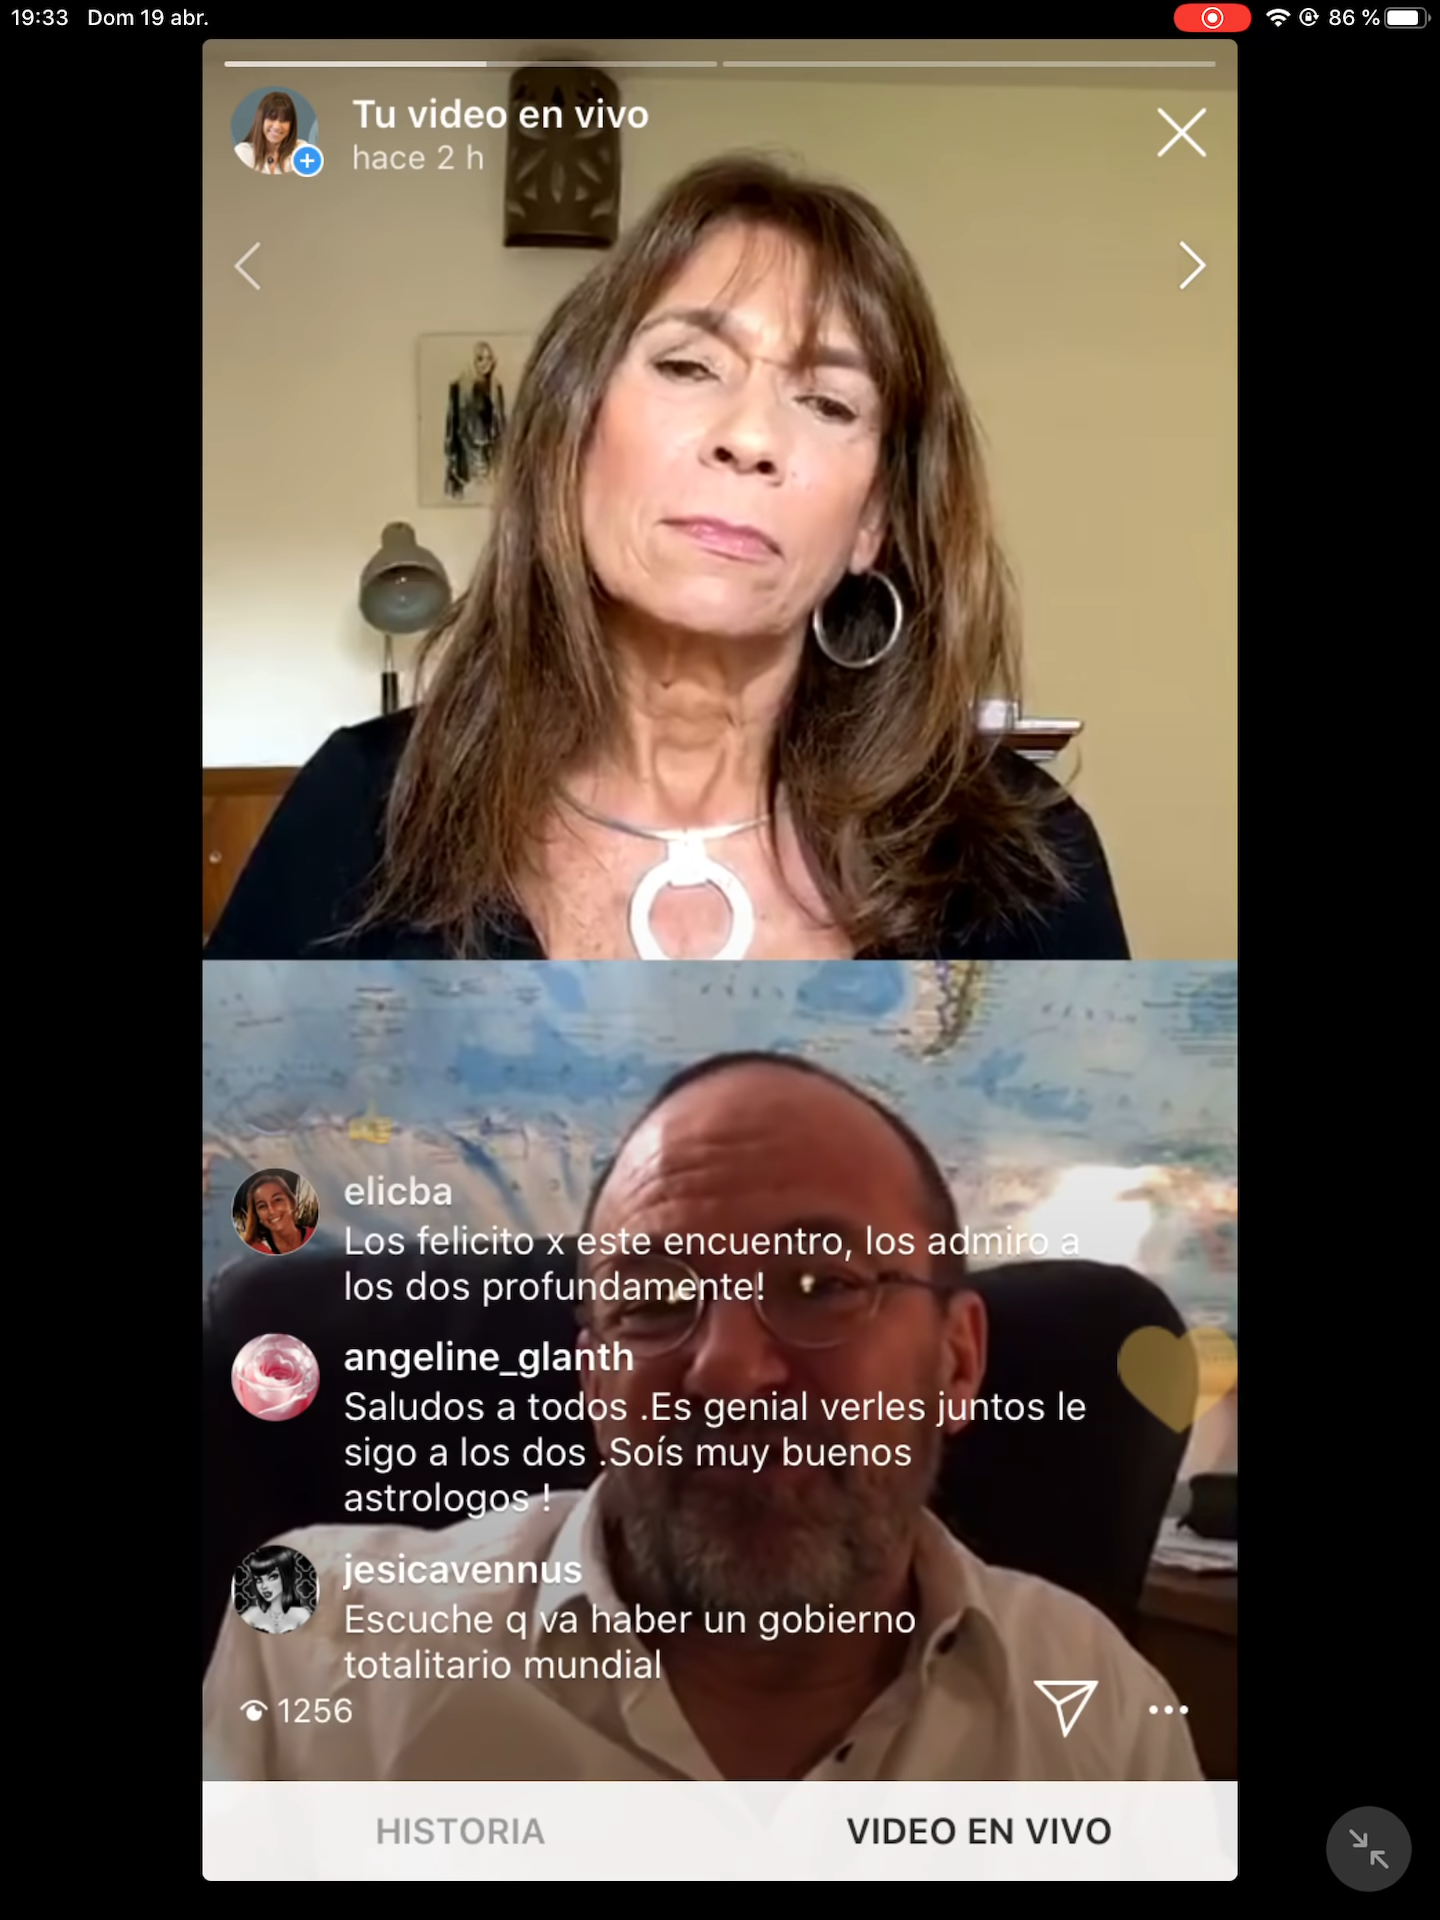 19:33 Dom 19 abr.
86 %
Tu video en vivo
hace 2 h
elicba
Los felicito x este encuentro, los admiro a
los dos profundamente!
angeline_glanth
Saludos a todos .Es genial verles juntos le
sigo a los dos .Soís muy buenos
astrologos !
jesicavennus
Escuche q va haber un gobierno
totalitario mundial
1256
HISTORIA
VIDEO EN VIVO